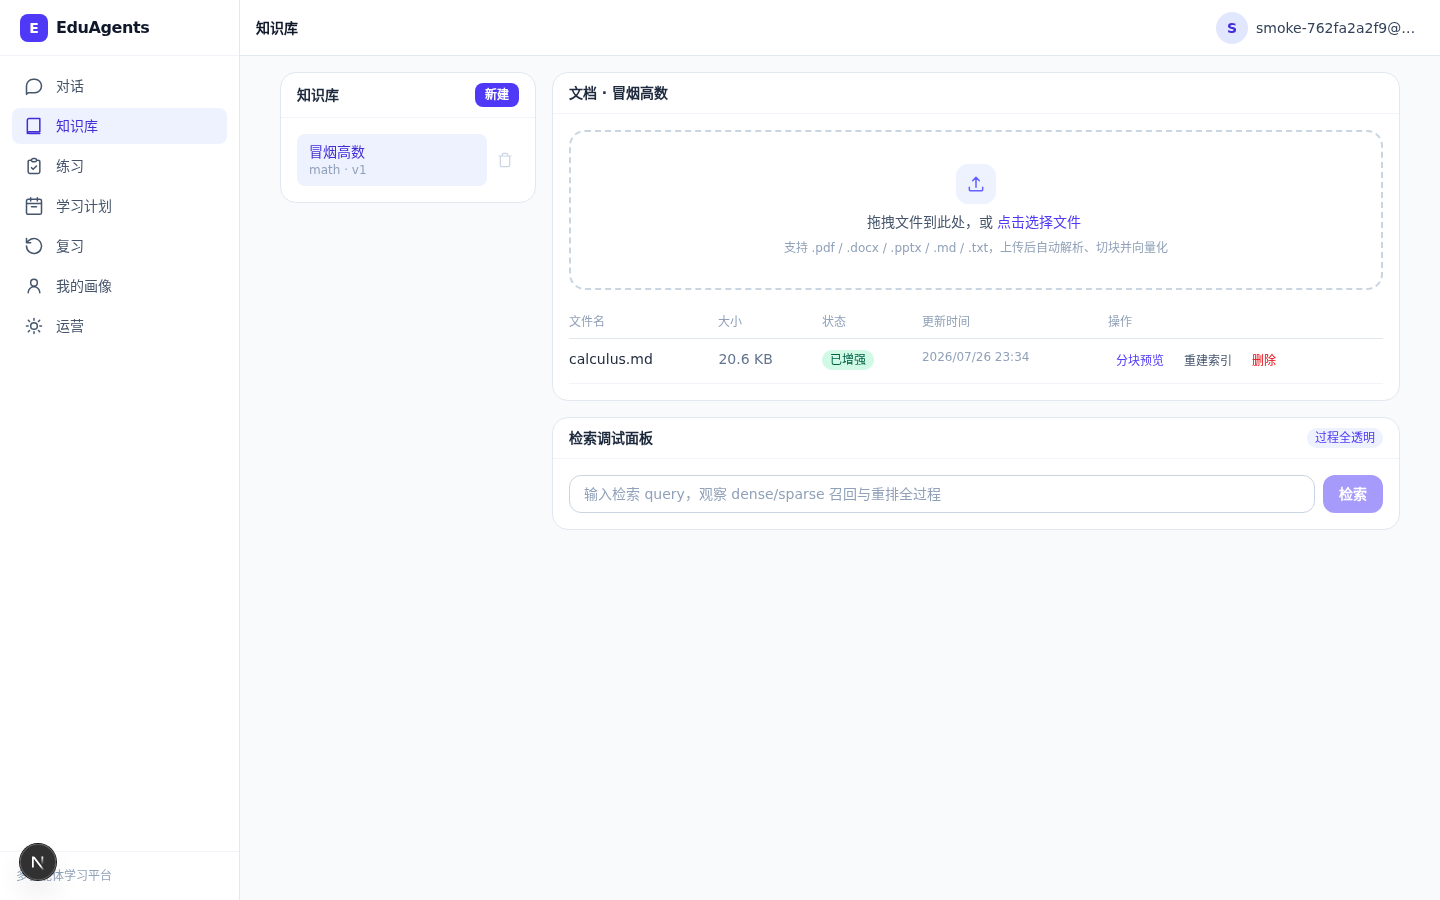 E EduAgents
对话
知识库
练习
学习计划
复习
我的画像
运营
知识库
S smoke-762fa2a2f9@...
知识库 新建
冒烟高数
math · v1
文档 · 冒烟高数
拖拽文件到此处，或 点击选择文件
支持 .pdf / .docx / .pptx / .md / .txt，上传后自动解析、切块并向量化
文件名 大小 状态 更新时间 操作
calculus.md 20.6 KB 已增强 2026/07/26 23:34 分块预览 重建索引 删除
检索调试面板 过程全透明
输入检索 query，观察 dense/sparse 召回与重排全过程 检索
N
体学习平台